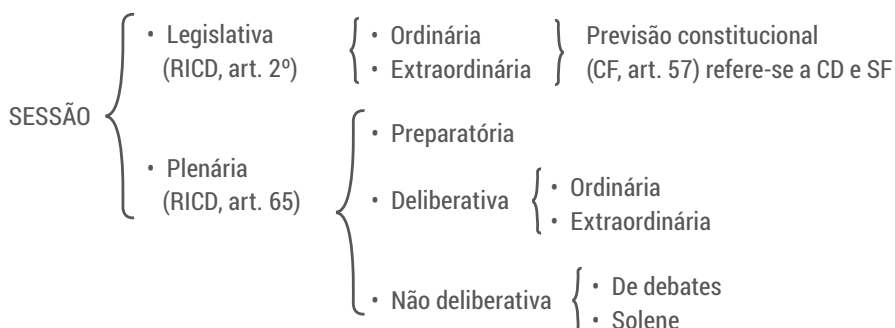 SESSÃO
• Legislativa
(RICD, art. 2º)
• Ordinária
• Extraordinária
Previsão constitucional
(CF, art. 57) refere-se a CD e SF
• Plenária
(RICD, art. 65)
• Preparatória
• Deliberativa
• Ordinária
• Extraordinária
• Não deliberativa
• De debates
• Solene